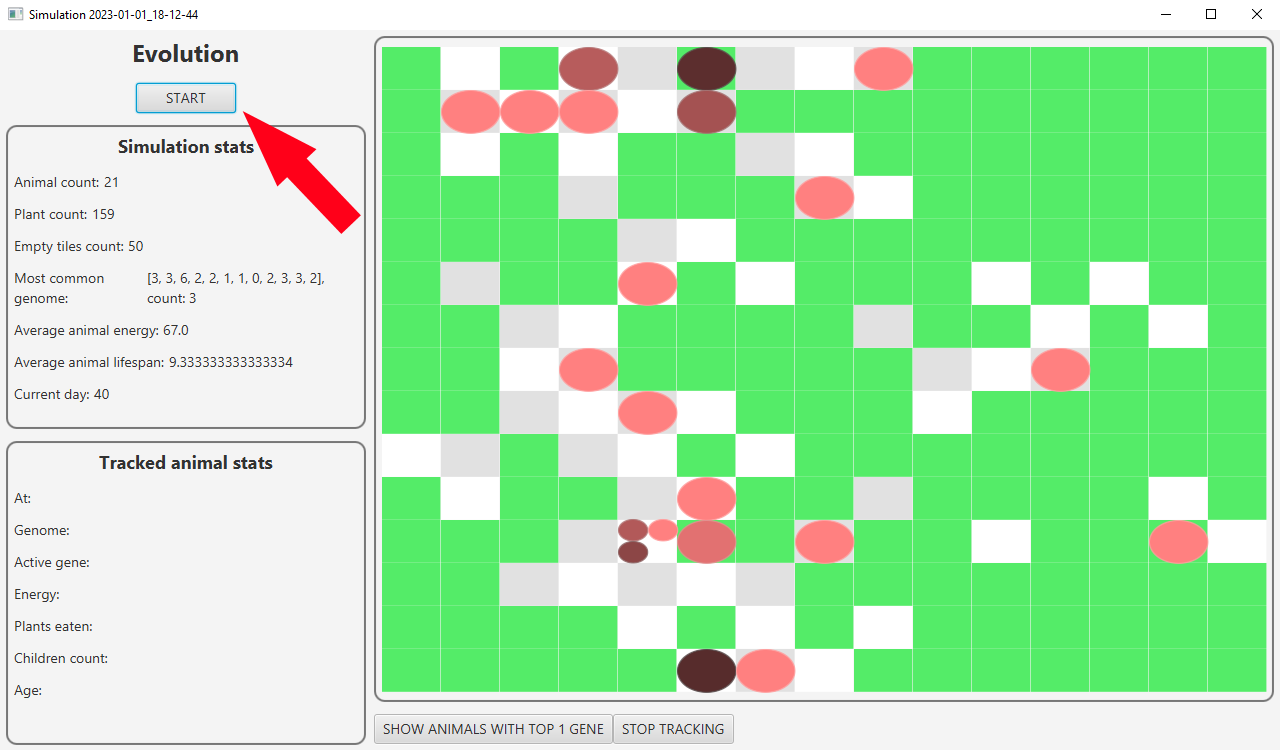 Simulation 2023-01-01_18-12-44
Evolution
START
Simulation stats
Animal count: 21
Plant count: 159
Empty tiles count: 50
Most common genome: [3, 3, 6, 2, 2, 1, 1, 0, 2, 3, 3, 2], count: 3
Average animal energy: 67.0
Average animal lifespan: 9.333333333333334
Current day: 40
Tracked animal stats
At:
Genome:
Active gene:
Energy:
Plants eaten:
Children count:
Age:
SHOW ANIMALS WITH TOP 1 GENE
STOP TRACKING